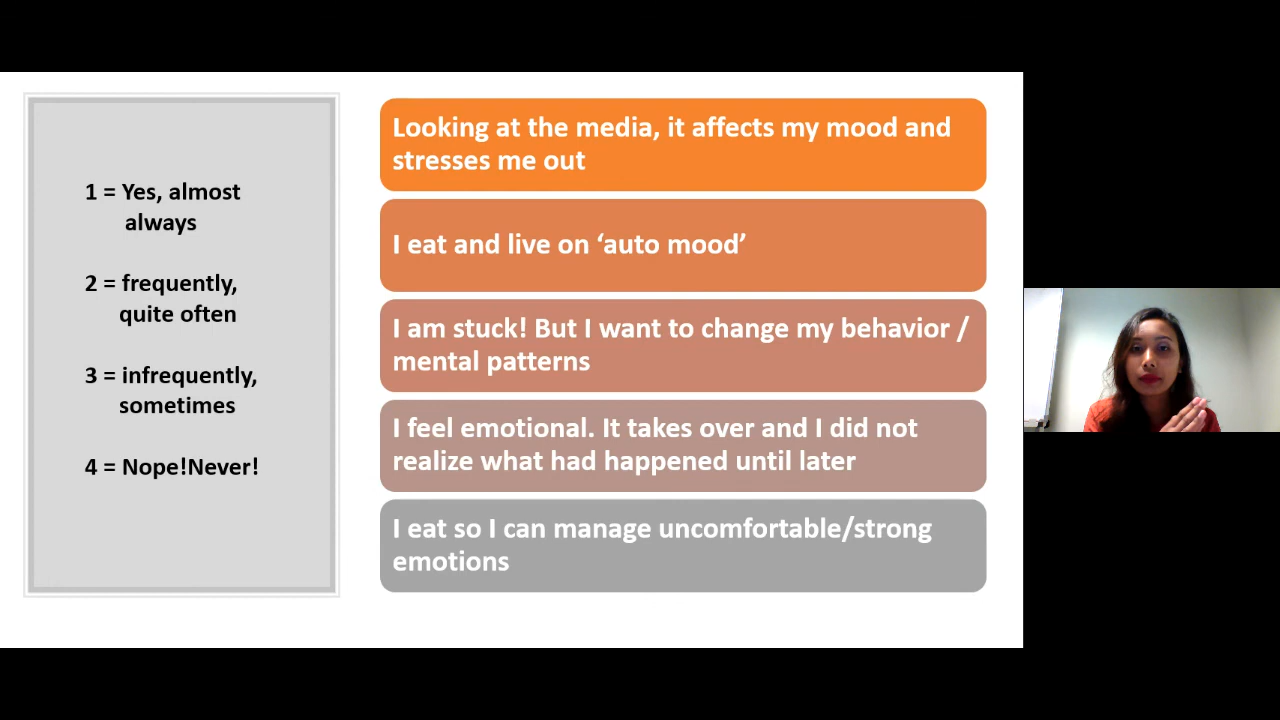 1 = Yes, almost
always
2 = frequently,
quite often
3 = infrequently,
sometimes
4 = Nope!Never!
Looking at the media, it affects my mood and
stresses me out
I eat and live on ‘auto mood’
I am stuck! But I want to change my behavior /
mental patterns
I feel emotional. It takes over and I did not
realize what had happened until later
I eat so I can manage uncomfortable/strong
emotions